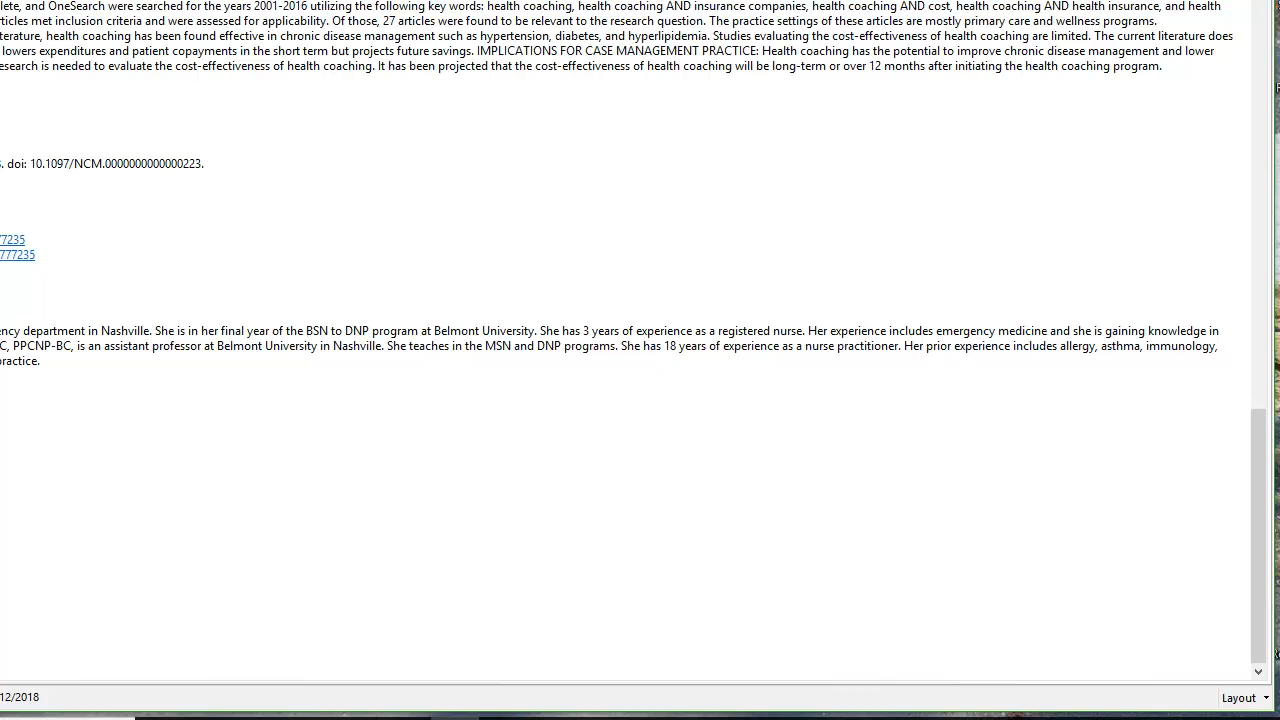 lete, and OneSearch were searched for the years 2001-2016 utilizing the following key words: health coaching, health coaching AND insurance companies, health coaching AND cost, health coaching AND health insurance, and health
rticles met inclusion criteria and were assessed for applicability. Of those, 27 articles were found to be relevant to the research question. The practice settings of these articles are mostly primary care and wellness programs.
terature, health coaching has been found effective in chronic disease management such as hypertension, diabetes, and hyperlipidemia. Studies evaluating the cost-effectiveness of health coaching are limited. The current literature does
lowers expenditures and patient copayments in the short term but projects future savings. IMPLICATIONS FOR CASE MANAGEMENT PRACTICE: Health coaching has the potential to improve chronic disease management and lower
esearch is needed to evaluate the cost-effectiveness of health coaching. It has been projected that the cost-effectiveness of health coaching will be long-term or over 12 months after initiating the health coaching program.
. doi: 10.1097/NCM.0000000000000223.
77235
777235
ency department in Nashville. She is in her final year of the BSN to DNP program at Belmont University. She has 3 years of experience as a registered nurse. Her experience includes emergency medicine and she is gaining knowledge in
C, PPCNP-BC, is an assistant professor at Belmont University in Nashville. She teaches in the MSN and DNP programs. She has 18 years of experience as a nurse practitioner. Her prior experience includes allergy, asthma, immunology,
practice.
12/2018
Layout